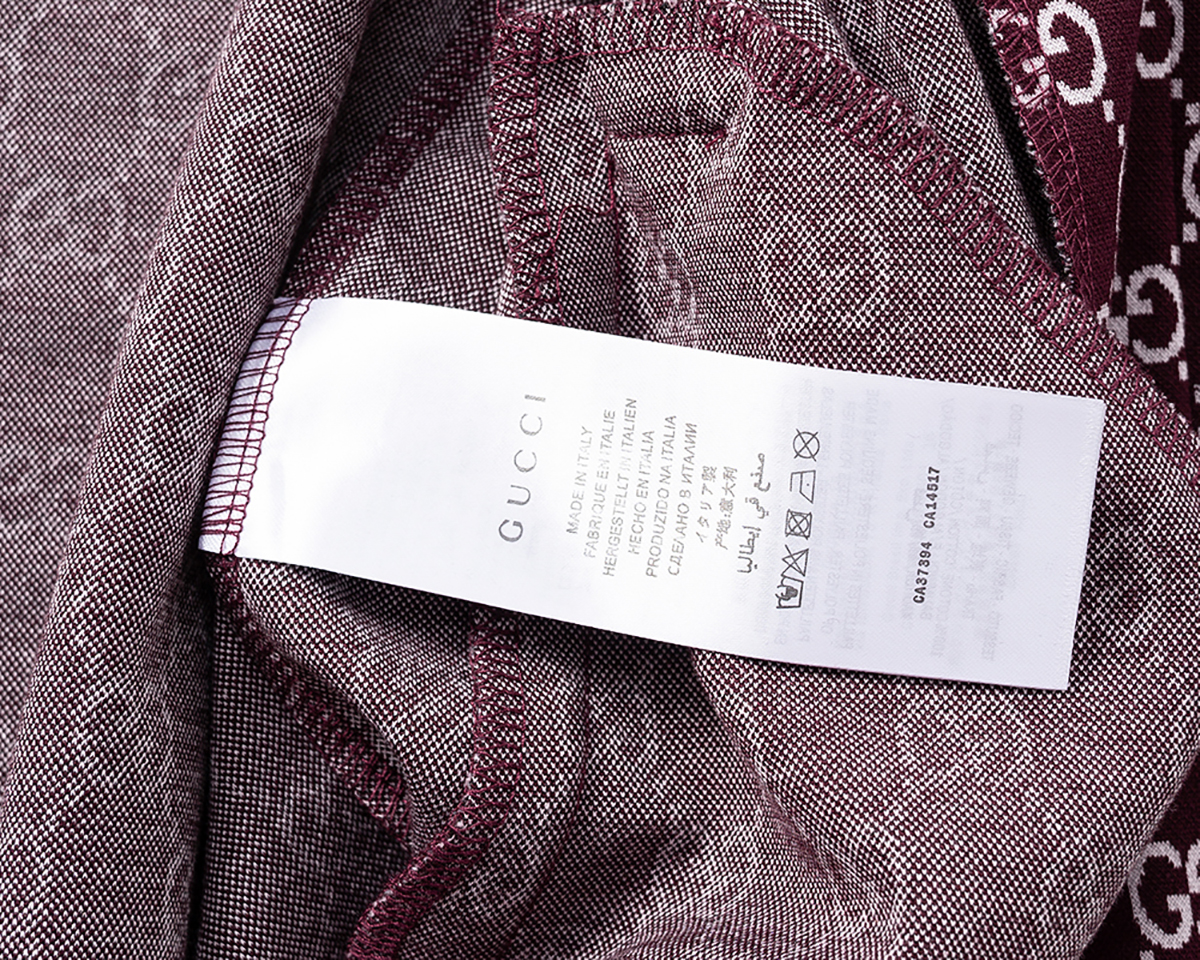 GUCCI
MADE IN ITALY
FABRIQUE EN ITALIE
HERGESTELLT IN ITALIEN
HECHO EN ITALIA
PRODUZIDO NA ITALIA
СДЕЛАНО В ИТАЛИИ
イタリア製
产地意大利
صنع في إيطاليا
CA37894 CA14517